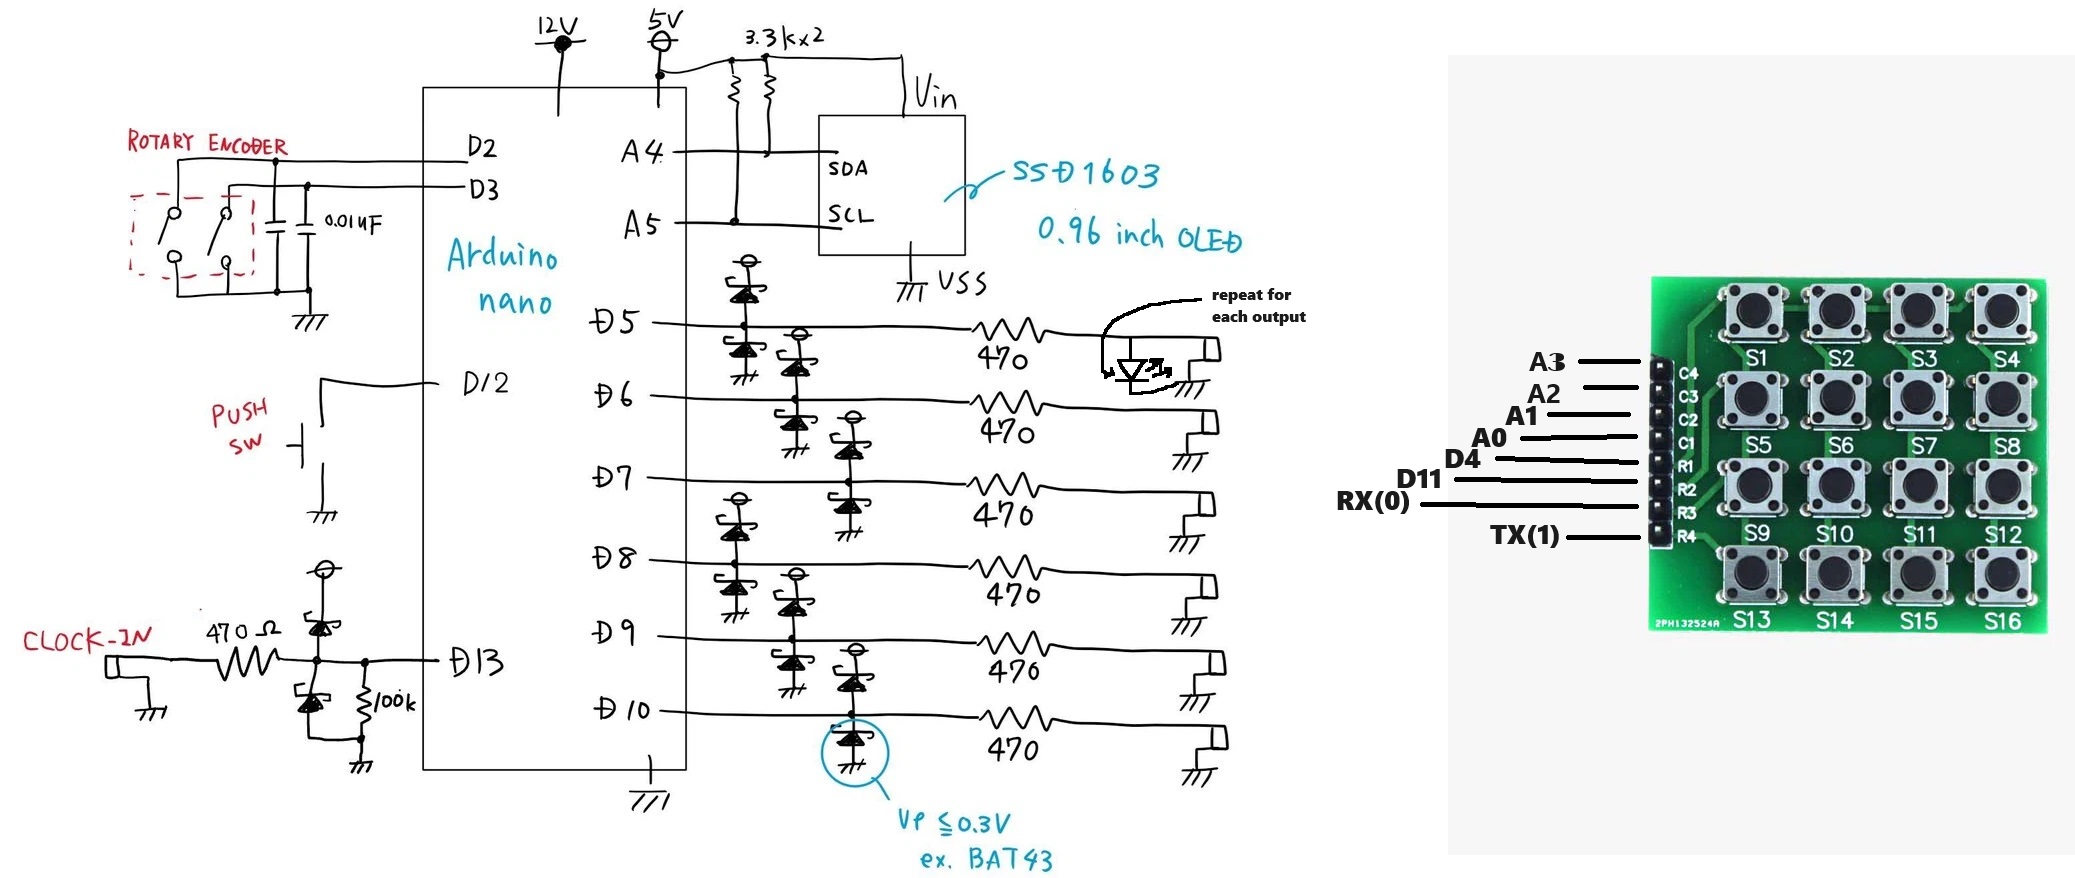 12V
5V
3.3k×2
Vin
ROTARY ENCODER
D2
D3
0.01uF
A4
SDA
A5
SCL
SSD1603
0.96 inch OLED
VSS
Arduino
nano
D5
470
repeat for
each output
D6
470
D12
PUSH
SW
D7
470
D8
470
D9
470
CLOCK-IN
470Ω
D13
100k
D10
470
VF ≦0.3V
ex. BAT43
A3
A2
A1
A0
D4
D11
RX(0)
TX(1)
C4
C3
C2
C1
R1
R2
R3
R4
S1 S2 S3 S4
S5 S6 S7 S8
S9 S10 S11 S12
2PH132524A
S13 S14 S15 S16